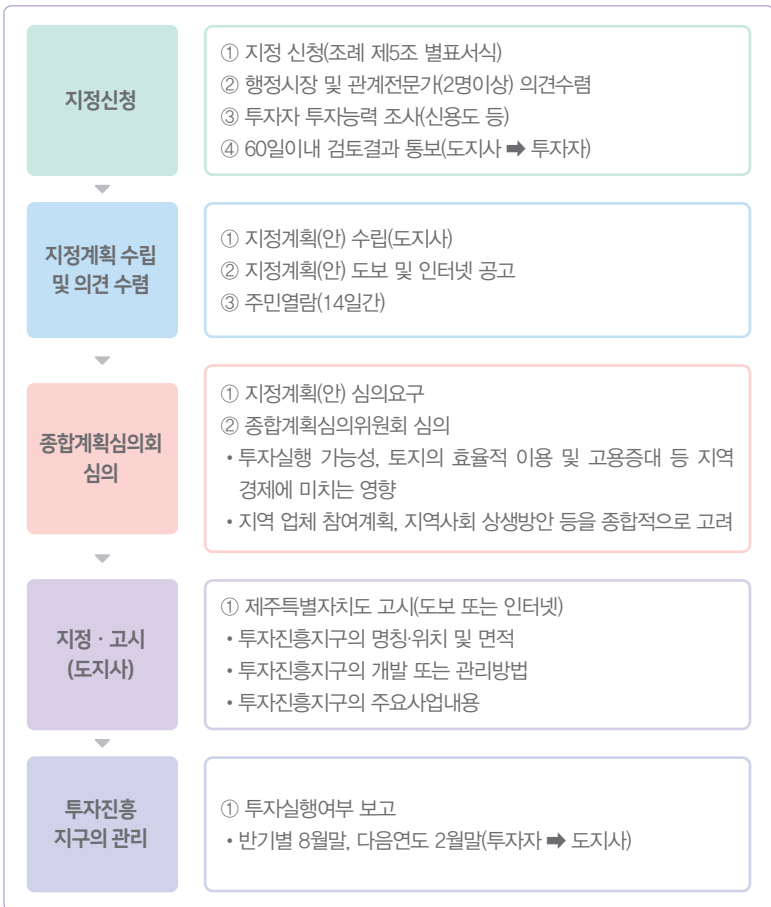 지정신청
① 지정 신청(조례 제5조 별표서식)
② 행정시장 및 관계전문가(2명이상) 의견수렴
③ 투자자 투자능력 조사(신용도 등)
④ 60일이내 검토결과 통보(도지사 ➡ 투자자)
지정계획 수립
및 의견 수렴
① 지정계획(안) 수립(도지사)
② 지정계획(안) 도보 및 인터넷 공고
③ 주민열람(14일간)
종합계획심의회
심의
① 지정계획(안) 심의요구
② 종합계획심의위원회 심의
• 투자실행 가능성, 토지의 효율적 이용 및 고용증대 등 지역
경제에 미치는 영향
• 지역 업체 참여계획, 지역사회 상생방안 등을 종합적으로 고려
지정 · 고시
(도지사)
① 제주특별자치도 고시(도보 또는 인터넷)
• 투자진흥지구의 명칭·위치 및 면적
• 투자진흥지구의 개발 또는 관리방법
• 투자진흥지구의 주요사업내용
투자진흥
지구의 관리
① 투자실행여부 보고
• 반기별 8월말, 다음연도 2월말(투자자 ➡ 도지사)